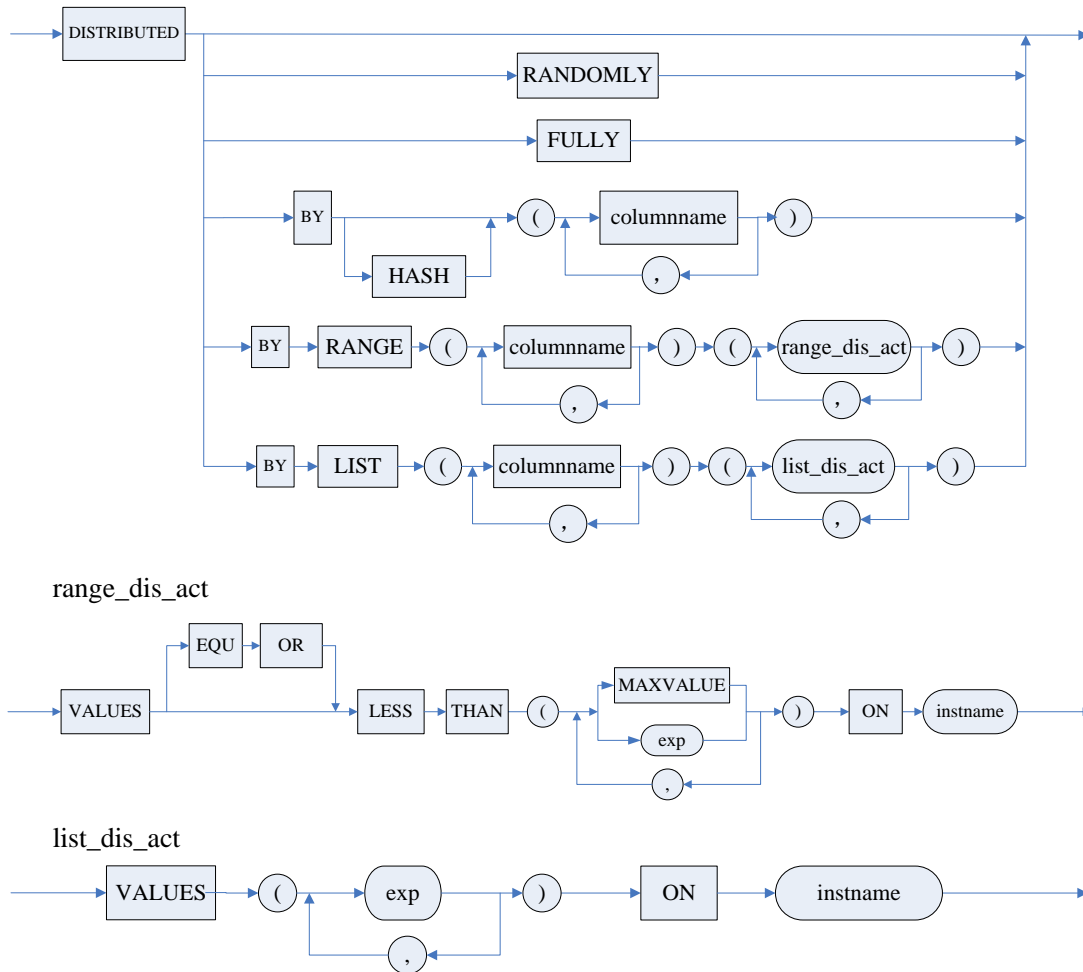 DISTRIBUTED
RANDOMLY
FULLY
BY ( columnname )
HASH ,
BY RANGE ( columnname ) ( range_dis_act )
, ,
BY LIST ( columnname ) ( list_dis_act )
, ,
range_dis_act
EQU OR
MAXVALUE
VALUES LESS THAN ( ) ON instname
exp
,
list_dis_act
VALUES ( exp ) ON instname
,